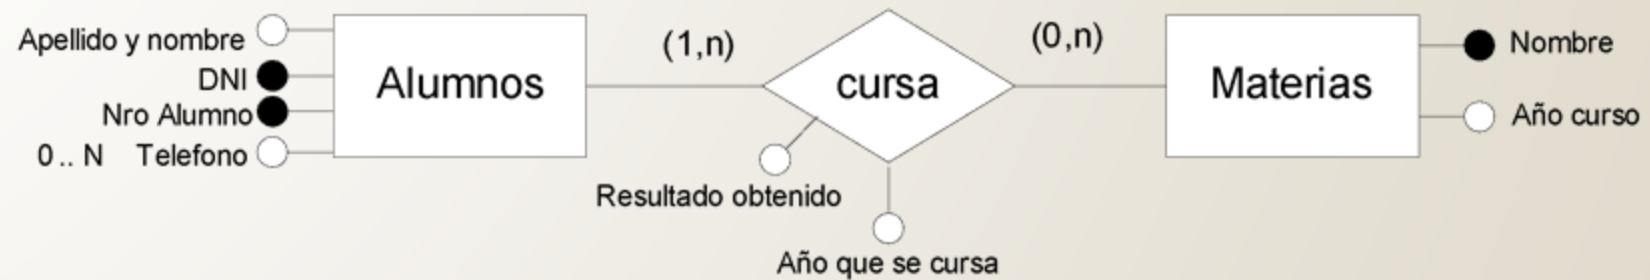 Apellido y nombre
DNI
Nro Alumno
0 .. N Telefono
Alumnos
(1,n)
cursa
(0,n)
Resultado obtenido
Año que se cursa
Materias
Nombre
Año curso